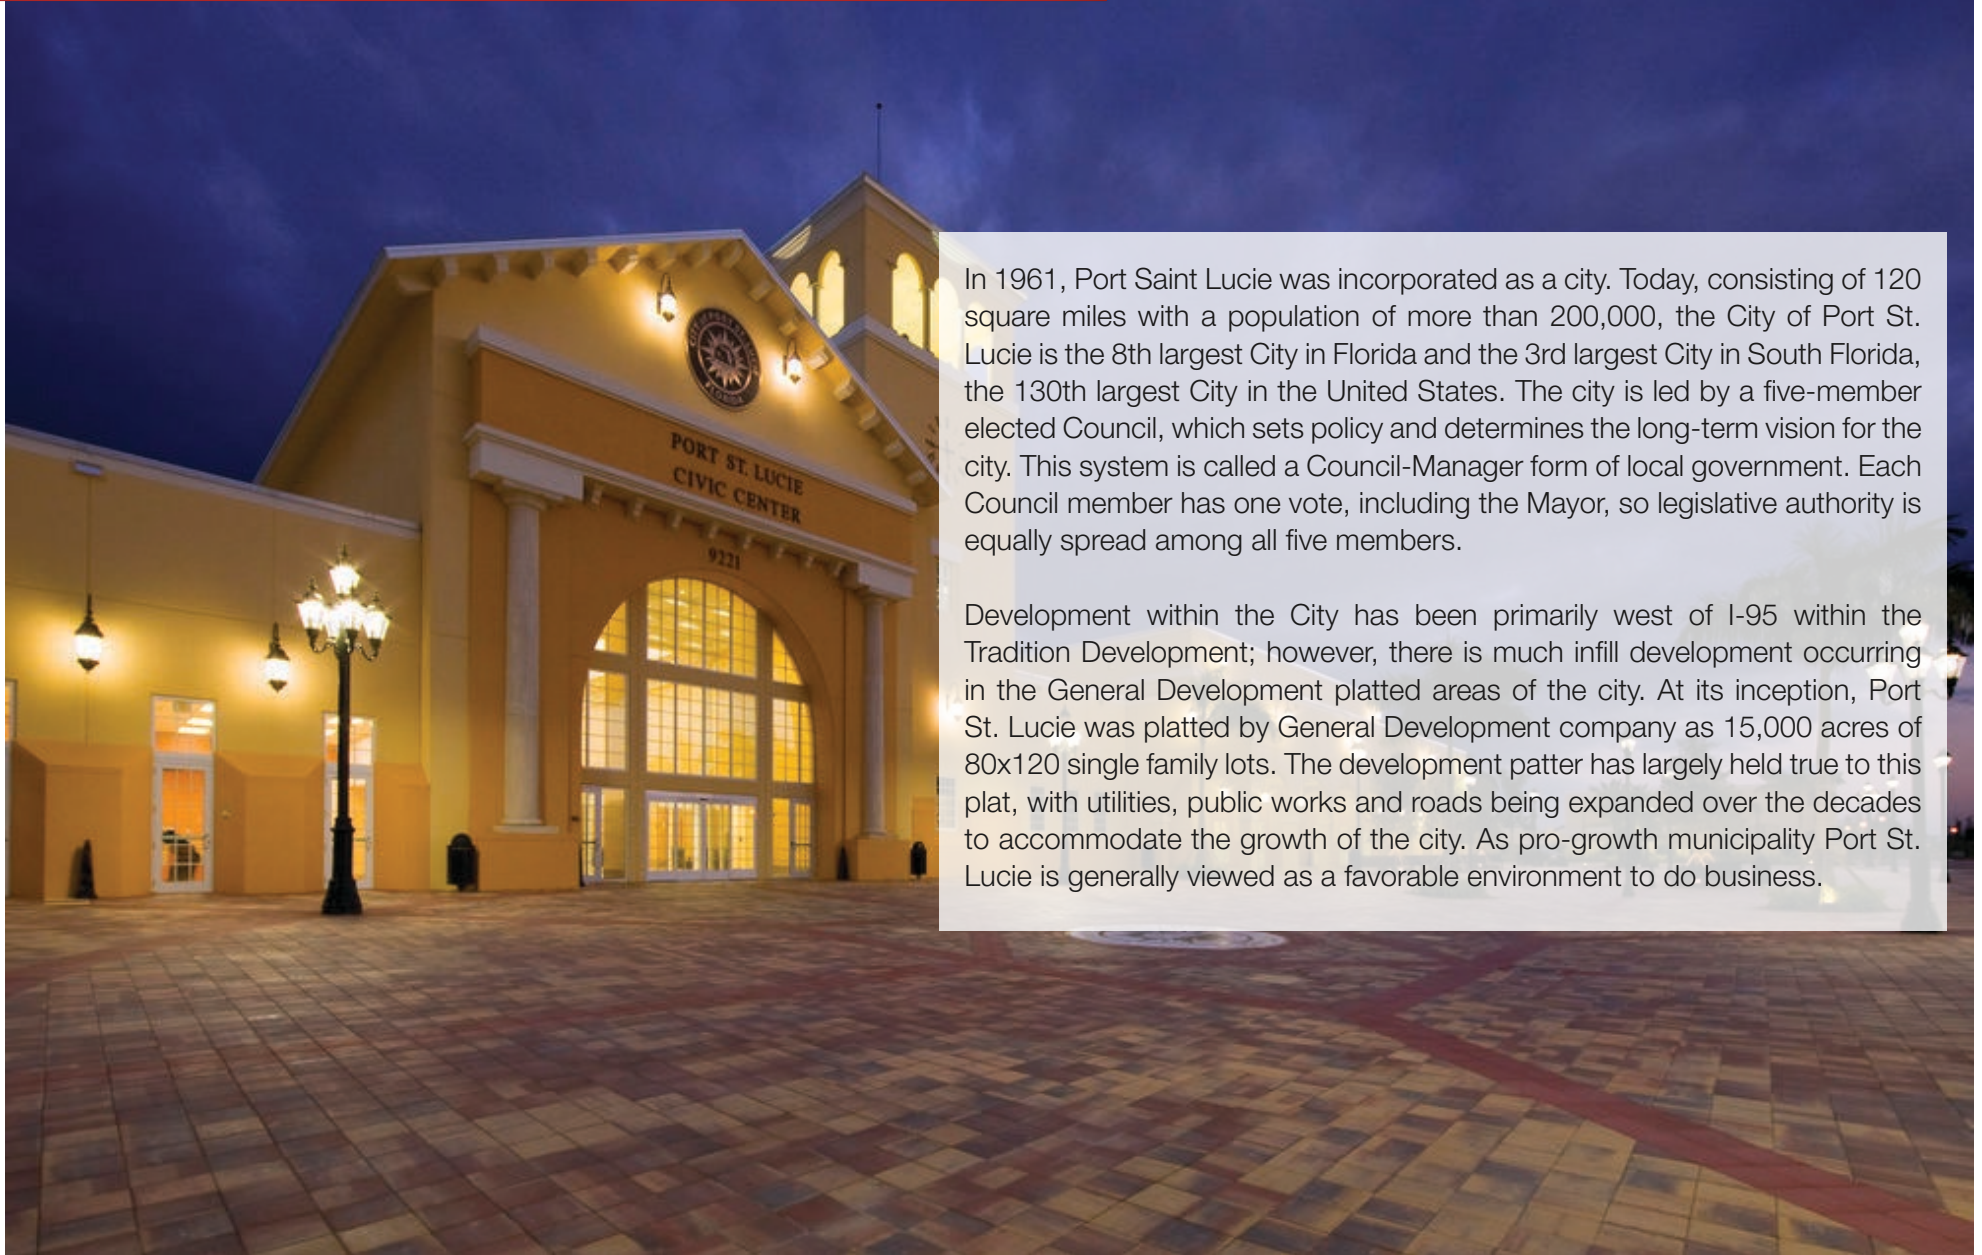 PORT ST. LUCIE
CIVIC CENTER
9221
FLORIDA
In 1961, Port Saint Lucie was incorporated as a city. Today, consisting of 120
square miles with a population of more than 200,000, the City of Port St.
Lucie is the 8th largest City in Florida and the 3rd largest City in South Florida,
the 130th largest City in the United States. The city is led by a five-member
elected Council, which sets policy and determines the long-term vision for the
city. This system is called a Council-Manager form of local government. Each
Council member has one vote, including the Mayor, so legislative authority is
equally spread among all five members.
Development within the City has been primarily west of I-95 within the
Tradition Development; however, there is much infill development occurring
in the General Development platted areas of the city. At its inception, Port
St. Lucie was platted by General Development company as 15,000 acres of
80x120 single family lots. The development patter has largely held true to this
plat, with utilities, public works and roads being expanded over the decades
to accommodate the growth of the city. As pro-growth municipality Port St.
Lucie is generally viewed as a favorable environment to do business.